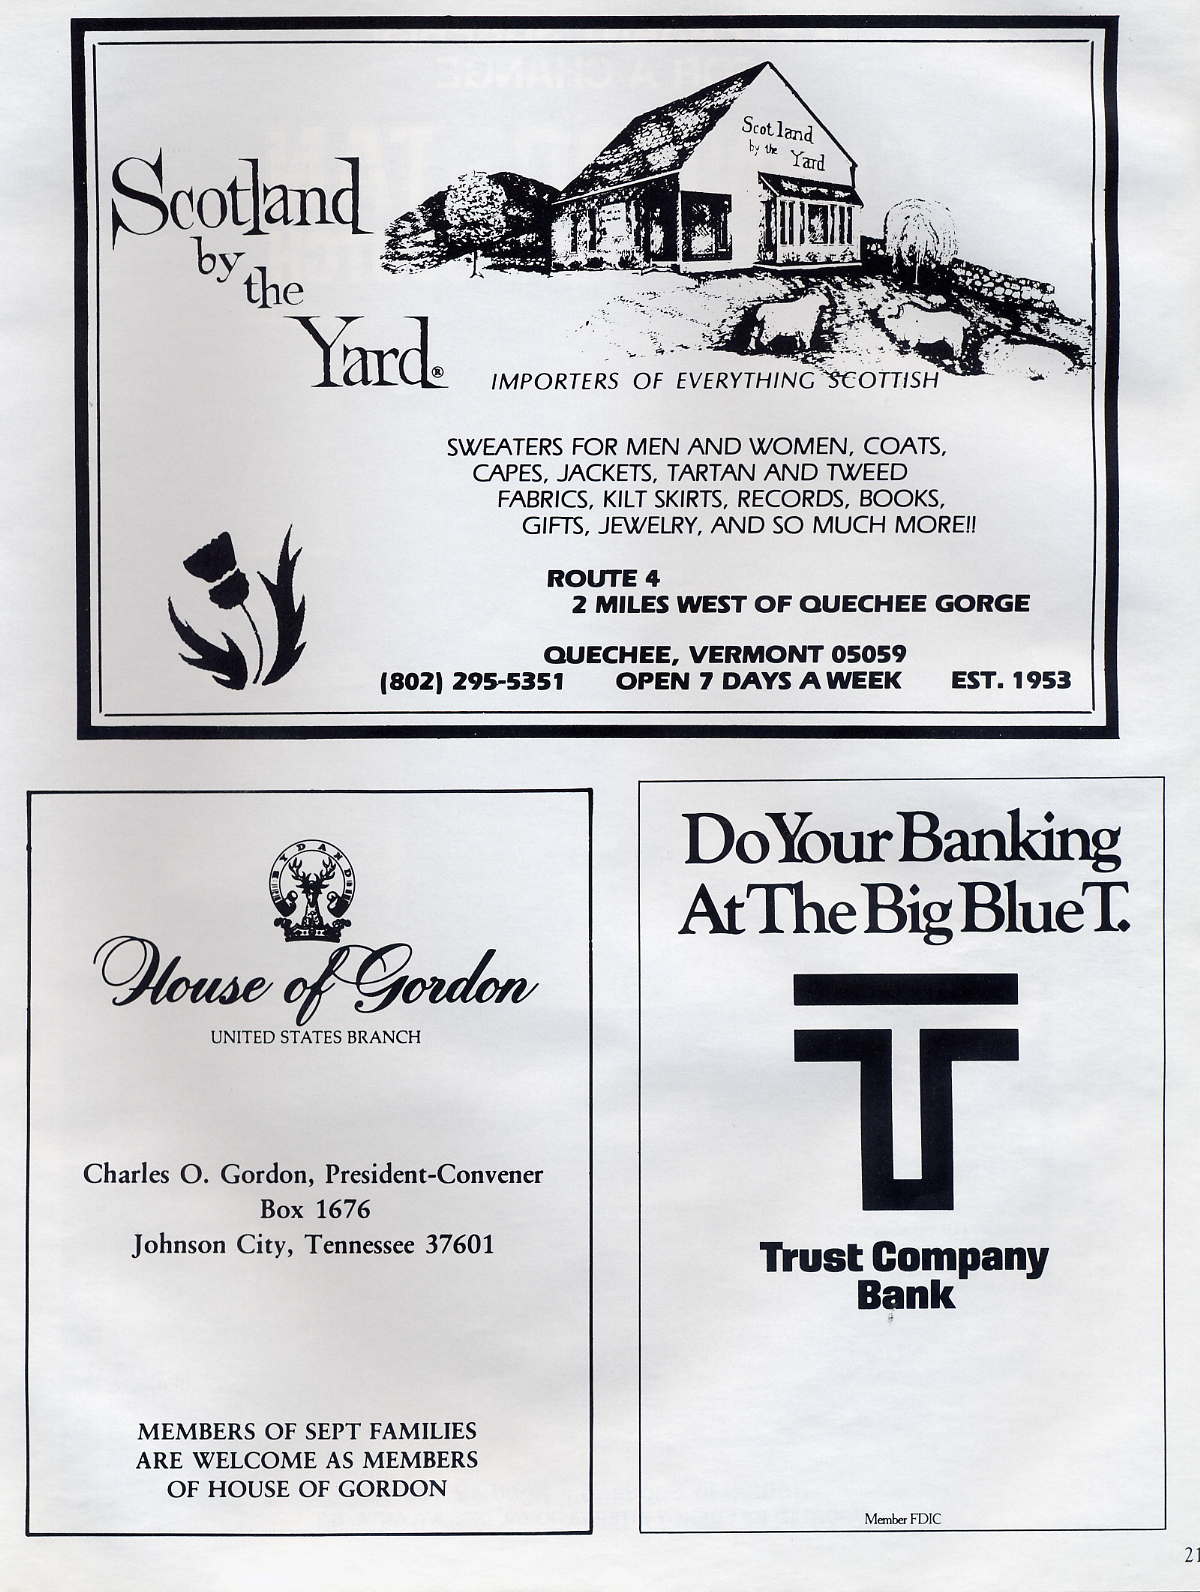 Scotland
by
the
Yard®
Scotland
by the
Yard
IMPORTERS OF EVERYTHING SCOTTISH
SWEATERS FOR MEN AND WOMEN, COATS,
CAPES, JACKETS, TARTAN AND TWEED
FABRICS, KILT SKIRTS, RECORDS, BOOKS,
GIFTS, JEWELRY, AND SO MUCH MORE!!
ROUTE 4
2 MILES WEST OF QUECHEE GORGE
QUECHEE, VERMONT 05059
(802) 295-5351 OPEN 7 DAYS A WEEK EST. 1953
BYDAND
House of Gordon
UNITED STATES BRANCH
Charles O. Gordon, President-Convener
Box 1676
Johnson City, Tennessee 37601
MEMBERS OF SEPT FAMILIES
ARE WELCOME AS MEMBERS
OF HOUSE OF GORDON
Do Your Banking
At The Big Blue T.
Trust Company
Bank
Member FDIC
21